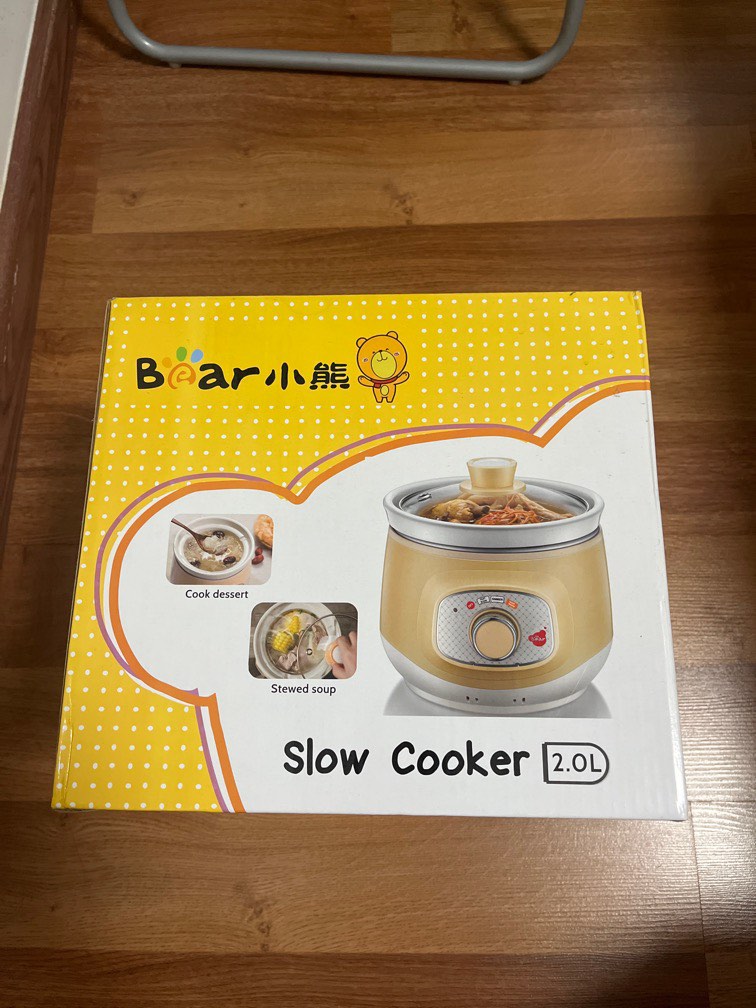 Bear小熊
Cook dessert
Stewed soup
Slow Cooker 2.0L